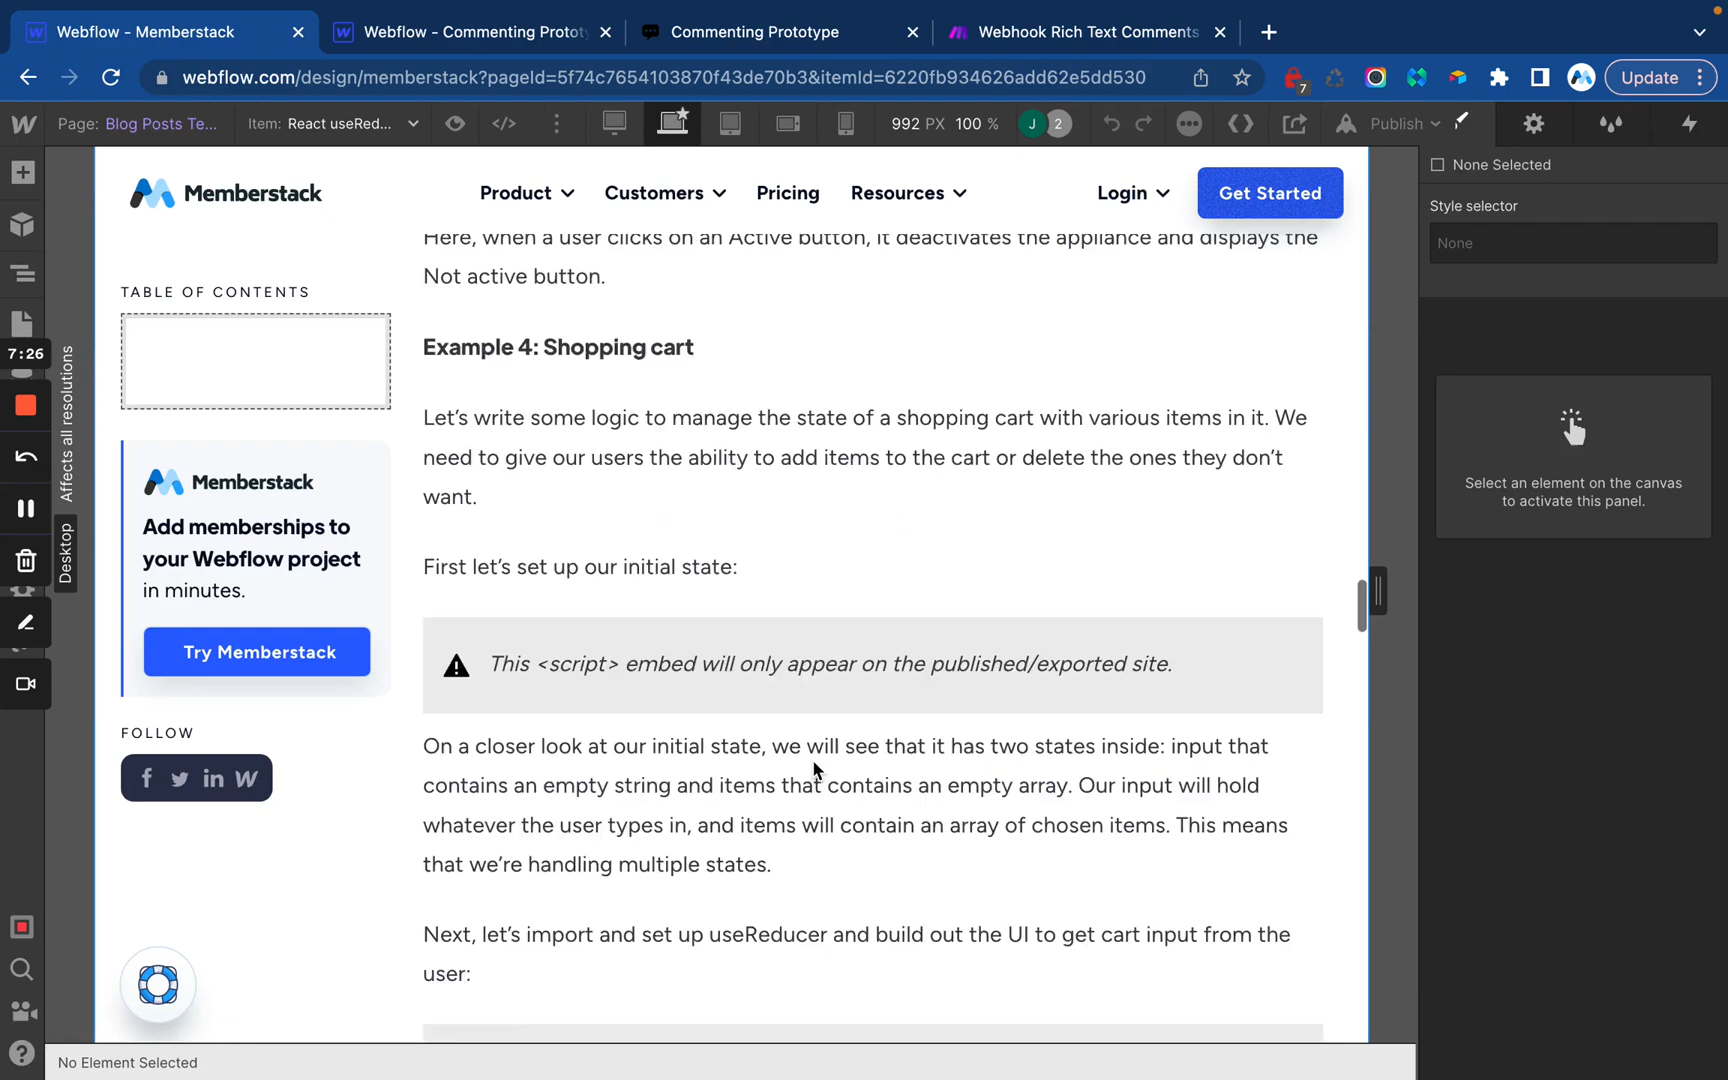 Webflow - Memberstack
Webflow - Commenting Protot
Commenting Prototype
Webhook Rich Text Comments
webflow.com/design/memberstack?pageId=5f74c7654103870f43de70b3&itemId=6220fb934626add62e5dd530
7
Update
Page: Blog Posts Te...
Item: React useRed...
992 PX 100 %
J
2
Publish
Memberstack
Product
Customers
Pricing
Resources
Login
Get Started
None Selected
Style selector
None
Select an element on the canvas
to activate this panel.
7:26
Affects all resolutions
Desktop
TABLE OF CONTENTS
Memberstack
Add memberships to
your Webflow project
in minutes.
Try Memberstack
FOLLOW
Here, when a user clicks on an Active button, it deactivates the appliance and displays the
Not active button.
Example 4: Shopping cart
Let’s write some logic to manage the state of a shopping cart with various items in it. We
need to give our users the ability to add items to the cart or delete the ones they don’t
want.
First let’s set up our initial state:
This <script> embed will only appear on the published/exported site.
On a closer look at our initial state, we will see that it has two states inside: input that
contains an empty string and items that contains an empty array. Our input will hold
whatever the user types in, and items will contain an array of chosen items. This means
that we’re handling multiple states.
Next, let’s import and set up useReducer and build out the UI to get cart input from the
user:
No Element Selected